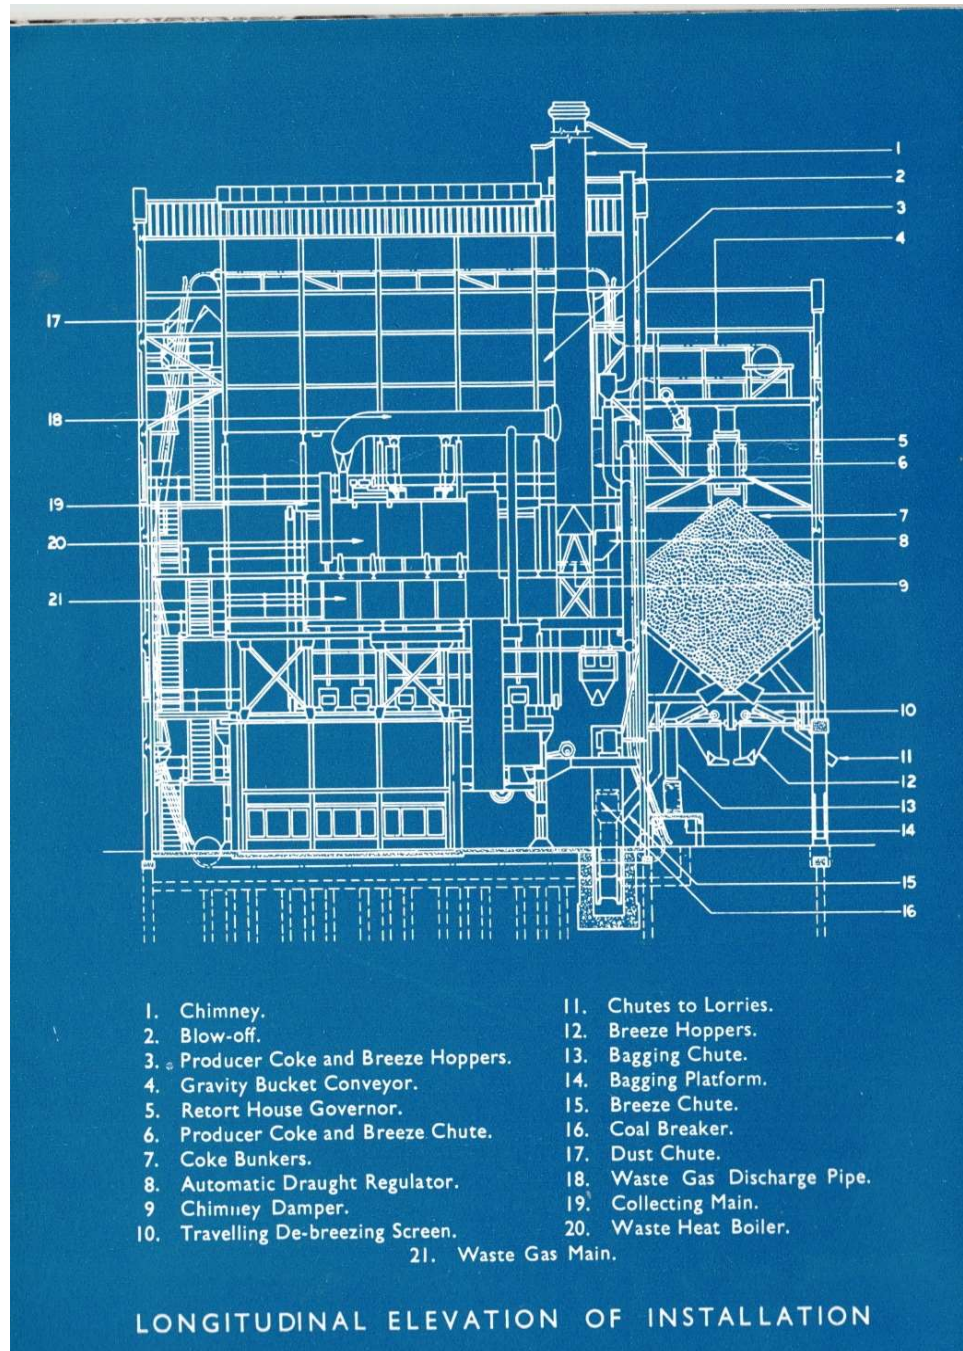 1
2
3
4
17
18
5
6
19
7
20
8
21
9
10
11
12
13
14
15
16
1. Chimney.
2. Blow-off.
3. Producer Coke and Breeze Hoppers.
4. Gravity Bucket Conveyor.
5. Retort House Governor.
6. Producer Coke and Breeze Chute.
7. Coke Bunkers.
8. Automatic Draught Regulator.
9 Chimney Damper.
10. Travelling De-breezing Screen.
11. Chutes to Lorries.
12. Breeze Hoppers.
13. Bagging Chute.
14. Bagging Platform.
15. Breeze Chute.
16. Coal Breaker.
17. Dust Chute.
18. Waste Gas Discharge Pipe.
19. Collecting Main.
20. Waste Heat Boiler.
21. Waste Gas Main.
LONGITUDINAL ELEVATION OF INSTALLATION